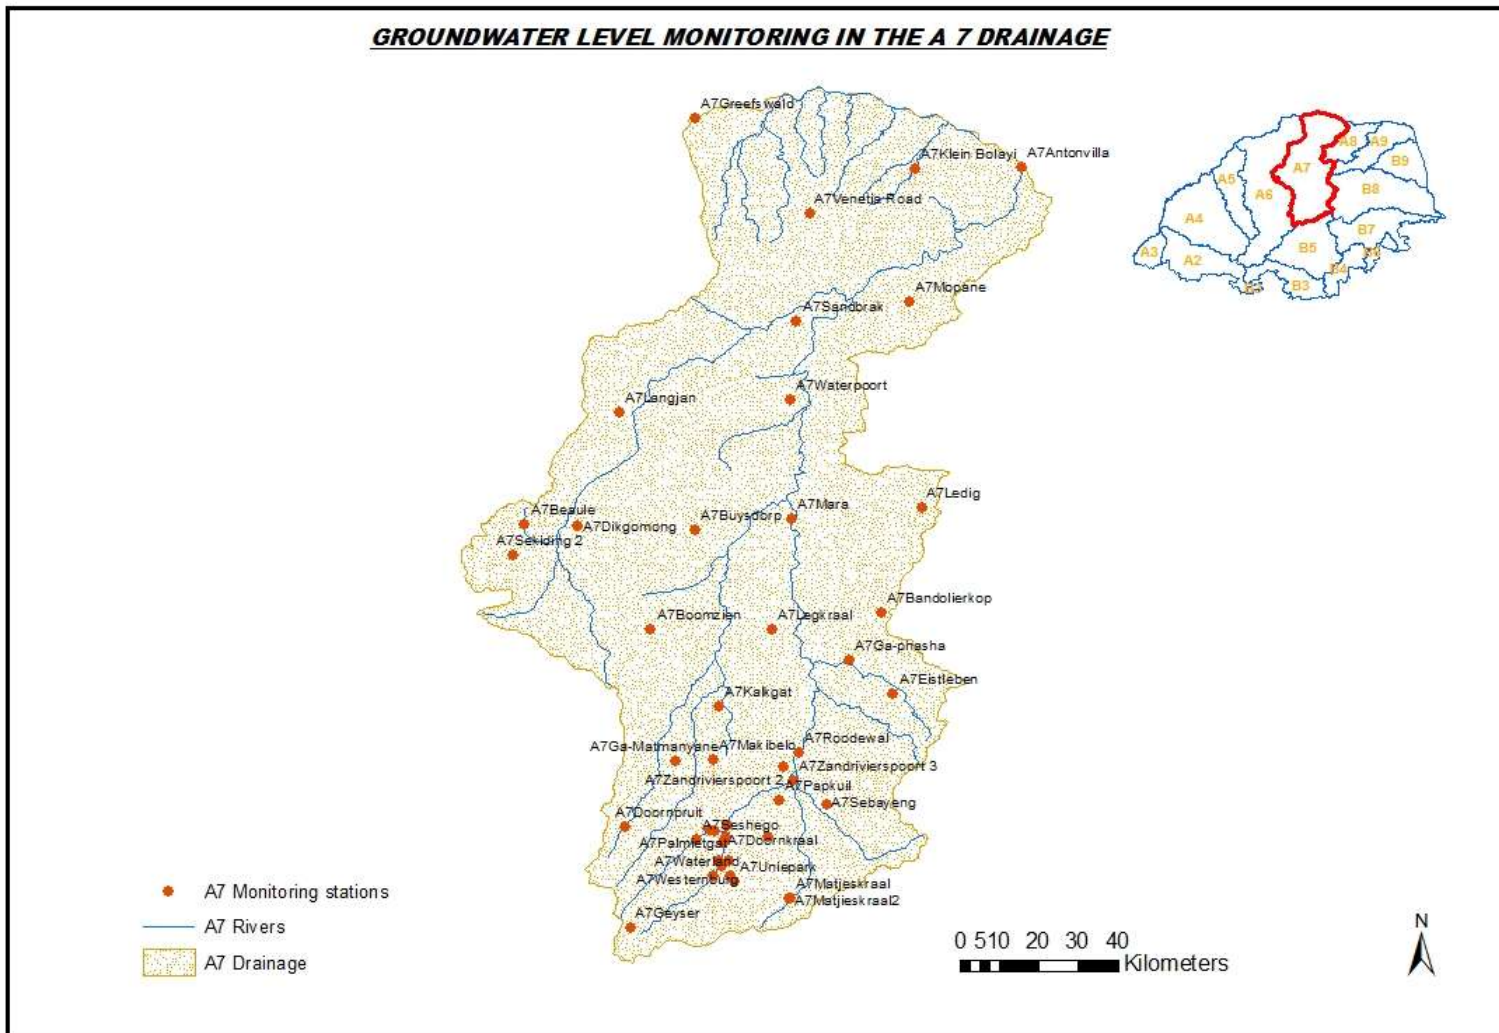 GROUNDWATER LEVEL MONITORING IN THE A 7 DRAINAGE
A7Greefswald
A7Klein Bolayi
A7Antonvilla
A7Venetia Road
A7Mopane
A7Sandbrak
A7Waterpoort
A7Langjan
A7Ledig
A7Mara
A7Beaule
A7Dikgomong
A7Buysdorp
A7Sekiding 2
A7Bandolierkop
A7Boomzien
A7Legkraal
A7Ga-phasha
A7Eistleben
A7Kalkgat
A7Roodewal
A7Ga-Matmanyane
A7Makibelo
A7Zandrivierspoort 3
A7Zandrivierspoort 2
A7Papkuil
A7Sebayeng
A7Doornpruit
A7Seshego
A7Palmietgat
A7Doornkraal
A7Waterland
A7Uniepark
A7Westernburg
A7Matjeskraal
A7Matjieskraal2
A7Geyser
A8
A9
B9
A7
A5
A6
B8
A4
B7
B5
A3
A2
B4
B3
A7 Monitoring stations
A7 Rivers
A7 Drainage
0 5 10 20 30 40
Kilometers
N